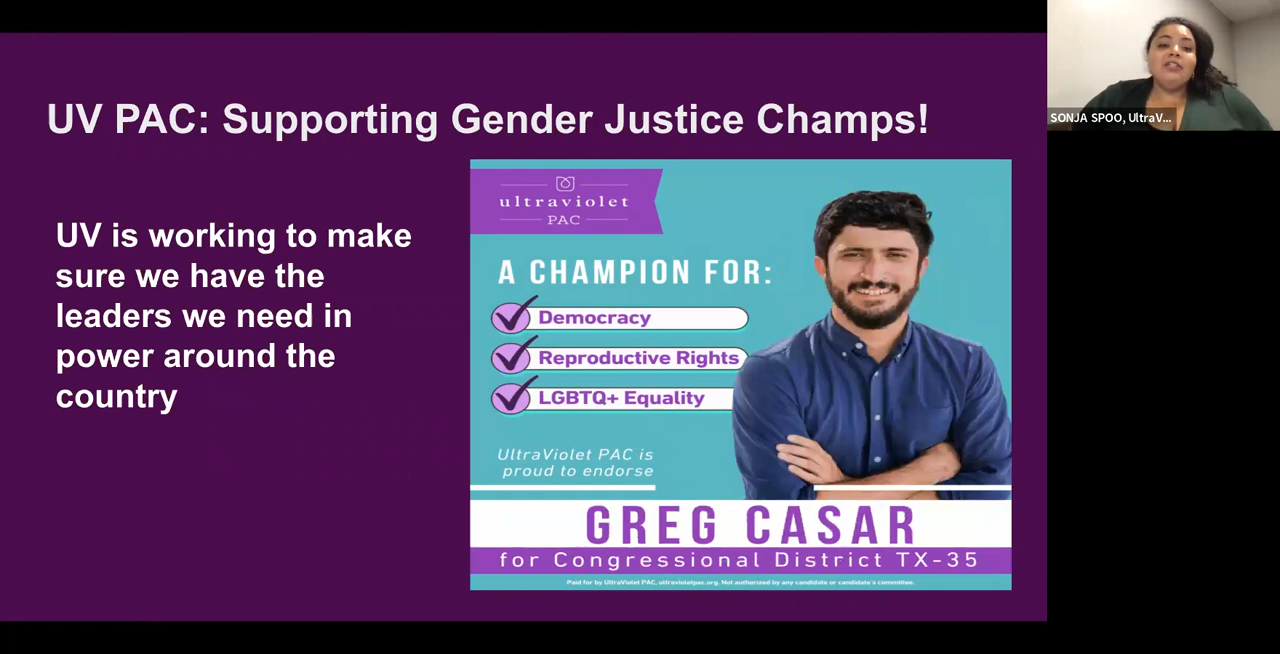 UV PAC: Supporting Gender Justice Champs!
SONJA SPOO, UltraV...
UV is working to make
sure we have the
leaders we need in
power around the
country
ultraviolet
PAC
A CHAMPION FOR:
Democracy
Reproductive Rights
LGBTQ+ Equality
UltraViolet PAC is
proud to endorse
GREG CASAR
for Congressional District TX-35
Paid for by UltraViolet PAC, ultravioletpac.org. Not authorized by any candidate or candidate's committee.